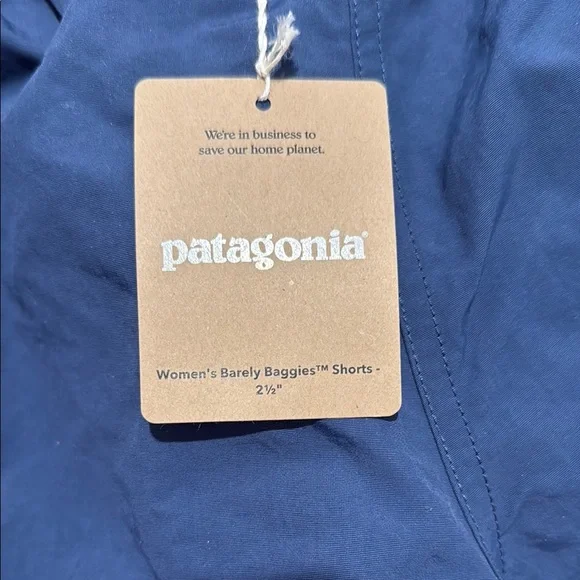 We're in business to
save our home planet.
patagonia®
Women's Barely Baggies™ Shorts -
2½"